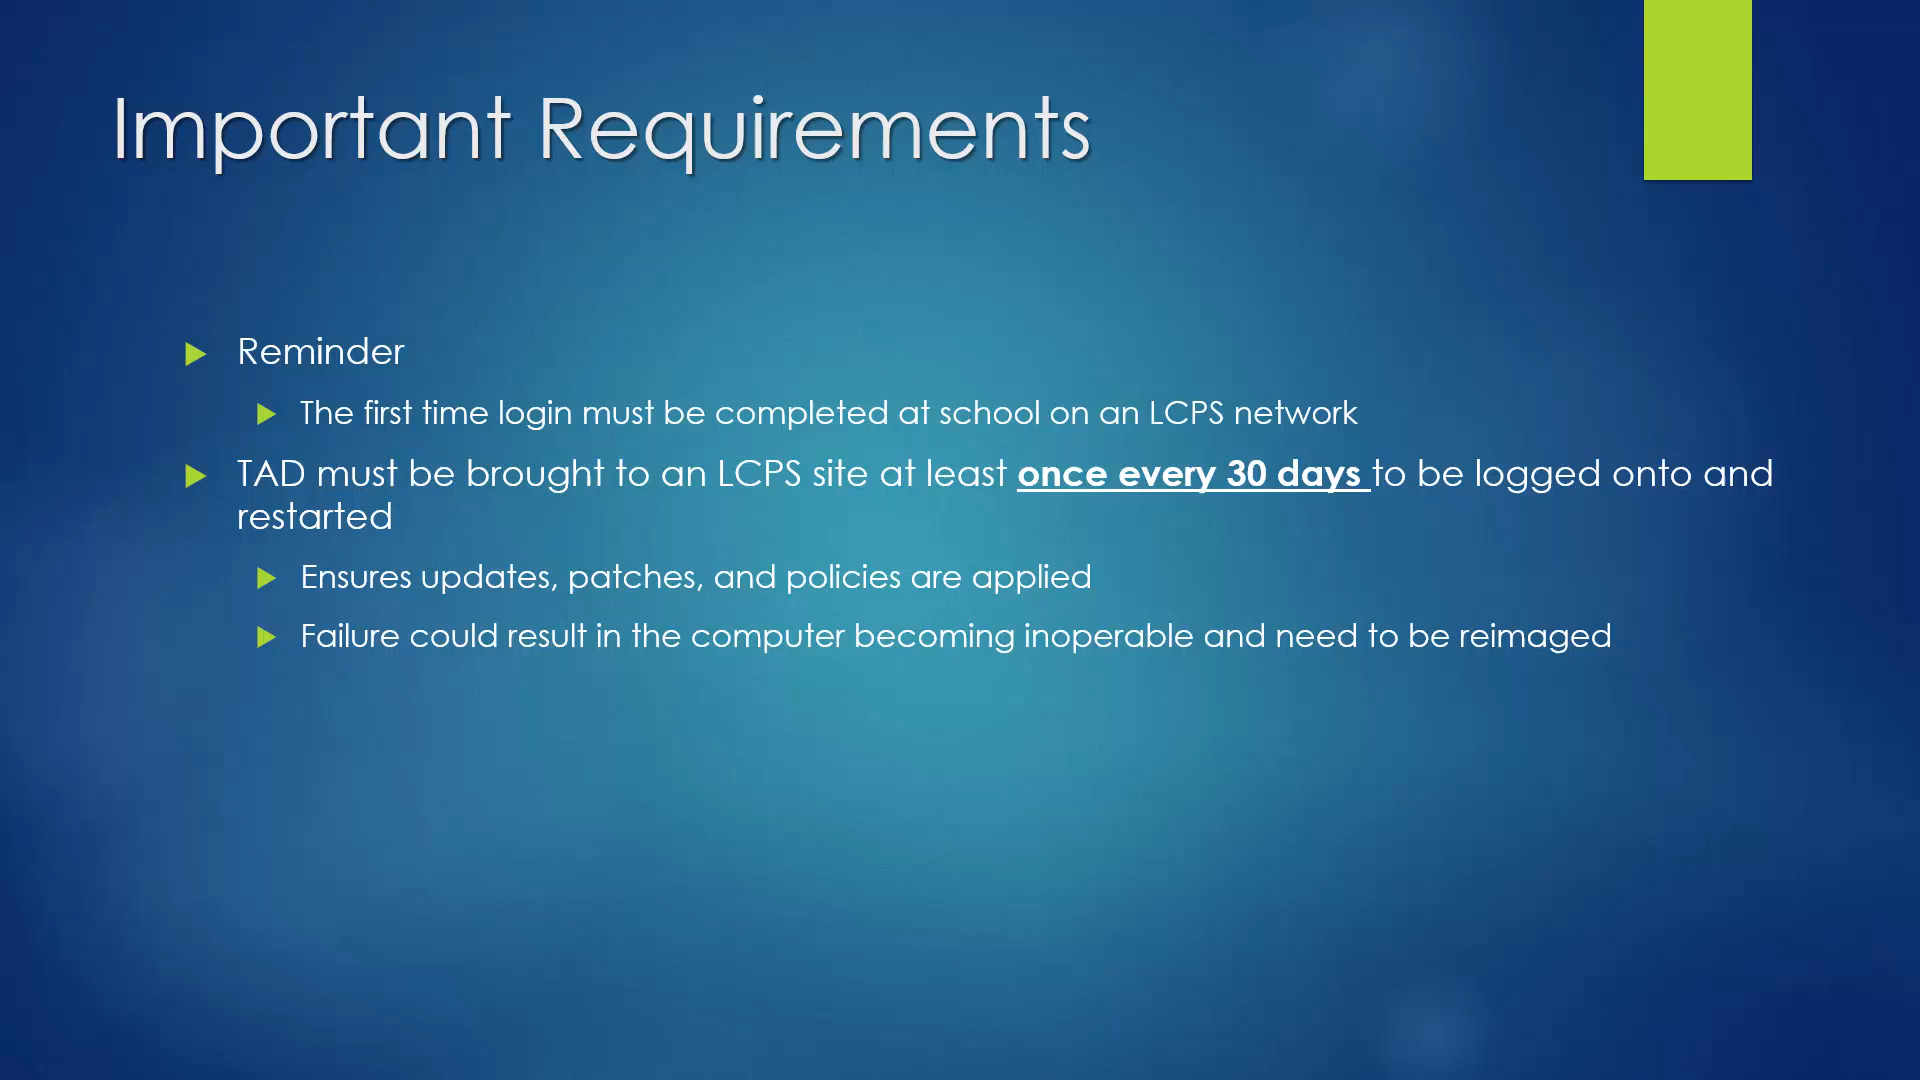 Important Requirements
Reminder
The first time login must be completed at school on an LCPS network
TAD must be brought to an LCPS site at least once every 30 days to be logged onto and
restarted
Ensures updates, patches, and policies are applied
Failure could result in the computer becoming inoperable and need to be reimaged